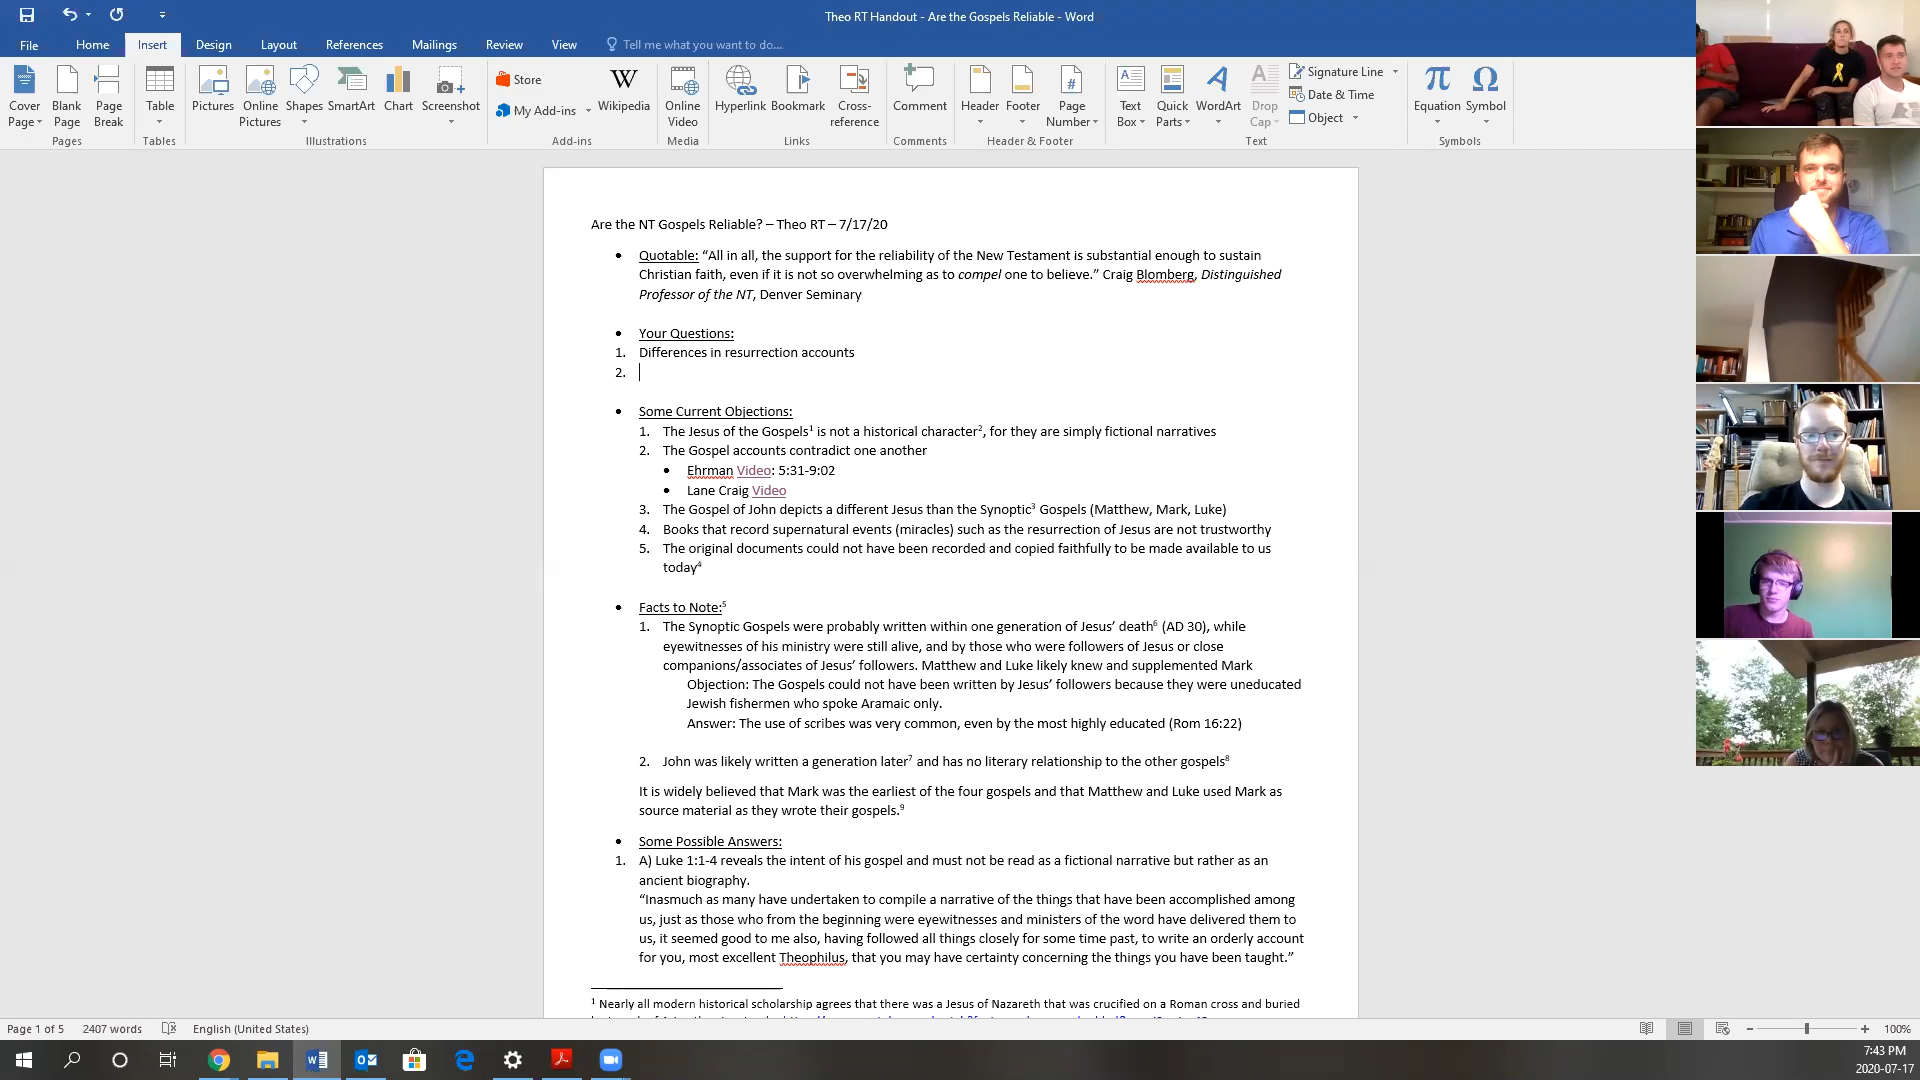 Theo RT Handout - Are the Gospels Reliable - Word
File Home Insert Design Layout References Mailings Review View Tell me what you want to do...
Cover Page Blank Page Page Break Table Pictures Online Pictures Shapes SmartArt Chart Screenshot Store My Add-ins Wikipedia Online Video Hyperlink Bookmark Cross-reference Comment Header Footer Page Number Text Box Quick Parts WordArt Drop Cap Signature Line Date & Time Object Equation Symbol
Pages Tables Illustrations Add-ins Media Links Comments Header & Footer Text Symbols
Are the NT Gospels Reliable? – Theo RT – 7/17/20
• Quotable: “All in all, the support for the reliability of the New Testament is substantial enough to sustain
Christian faith, even if it is not so overwhelming as to compel one to believe.” Craig Blomberg, Distinguished
Professor of the NT, Denver Seminary
• Your Questions:
1. Differences in resurrection accounts
2.
• Some Current Objections:
1. The Jesus of the Gospels¹ is not a historical character², for they are simply fictional narratives
2. The Gospel accounts contradict one another
• Ehrman Video: 5:31-9:02
• Lane Craig Video
3. The Gospel of John depicts a different Jesus than the Synoptic³ Gospels (Matthew, Mark, Luke)
4. Books that record supernatural events (miracles) such as the resurrection of Jesus are not trustworthy
5. The original documents could not have been recorded and copied faithfully to be made available to us
today⁴
• Facts to Note:⁵
1. The Synoptic Gospels were probably written within one generation of Jesus’ death⁶ (AD 30), while
eyewitnesses of his ministry were still alive, and by those who were followers of Jesus or close
companions/associates of Jesus’ followers. Matthew and Luke likely knew and supplemented Mark
Objection: The Gospels could not have been written by Jesus’ followers because they were uneducated
Jewish fishermen who spoke Aramaic only.
Answer: The use of scribes was very common, even by the most highly educated (Rom 16:22)
2. John was likely written a generation later⁷ and has no literary relationship to the other gospels⁸
It is widely believed that Mark was the earliest of the four gospels and that Matthew and Luke used Mark as
source material as they wrote their gospels.⁹
• Some Possible Answers:
1. A) Luke 1:1-4 reveals the intent of his gospel and must not be read as a fictional narrative but rather as an
ancient biography.
“Inasmuch as many have undertaken to compile a narrative of the things that have been accomplished among
us, just as those who from the beginning were eyewitnesses and ministers of the word have delivered them to
us, it seemed good to me also, having followed all things closely for some time past, to write an orderly account
for you, most excellent Theophilus, that you may have certainty concerning the things you have been taught.”
¹ Nearly all modern historical scholarship agrees that there was a Jesus of Nazareth that was crucified on a Roman cross and buried
Page 1 of 5 2407 words English (United States) 100%
7:43 PM
2020-07-17